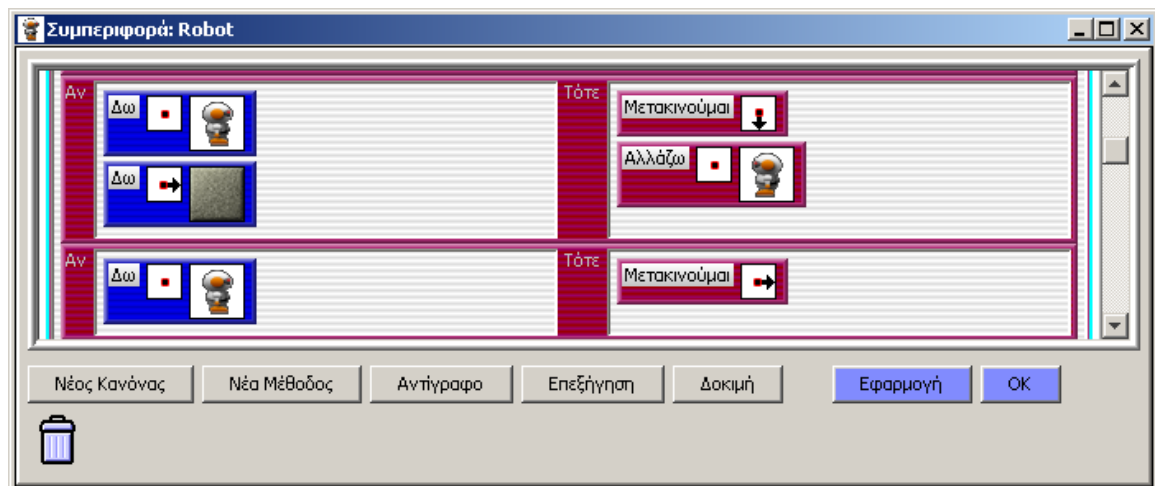 Συμπεριφορά: Robot
Αν
Δω
Δω
Τότε
Μετακινούμαι
Αλλάζω
Αν
Δω
Τότε
Μετακινούμαι
Νέος Κανόνας Νέα Μέθοδος Αντίγραφο Επεξήγηση Δοκιμή Εφαρμογή OK